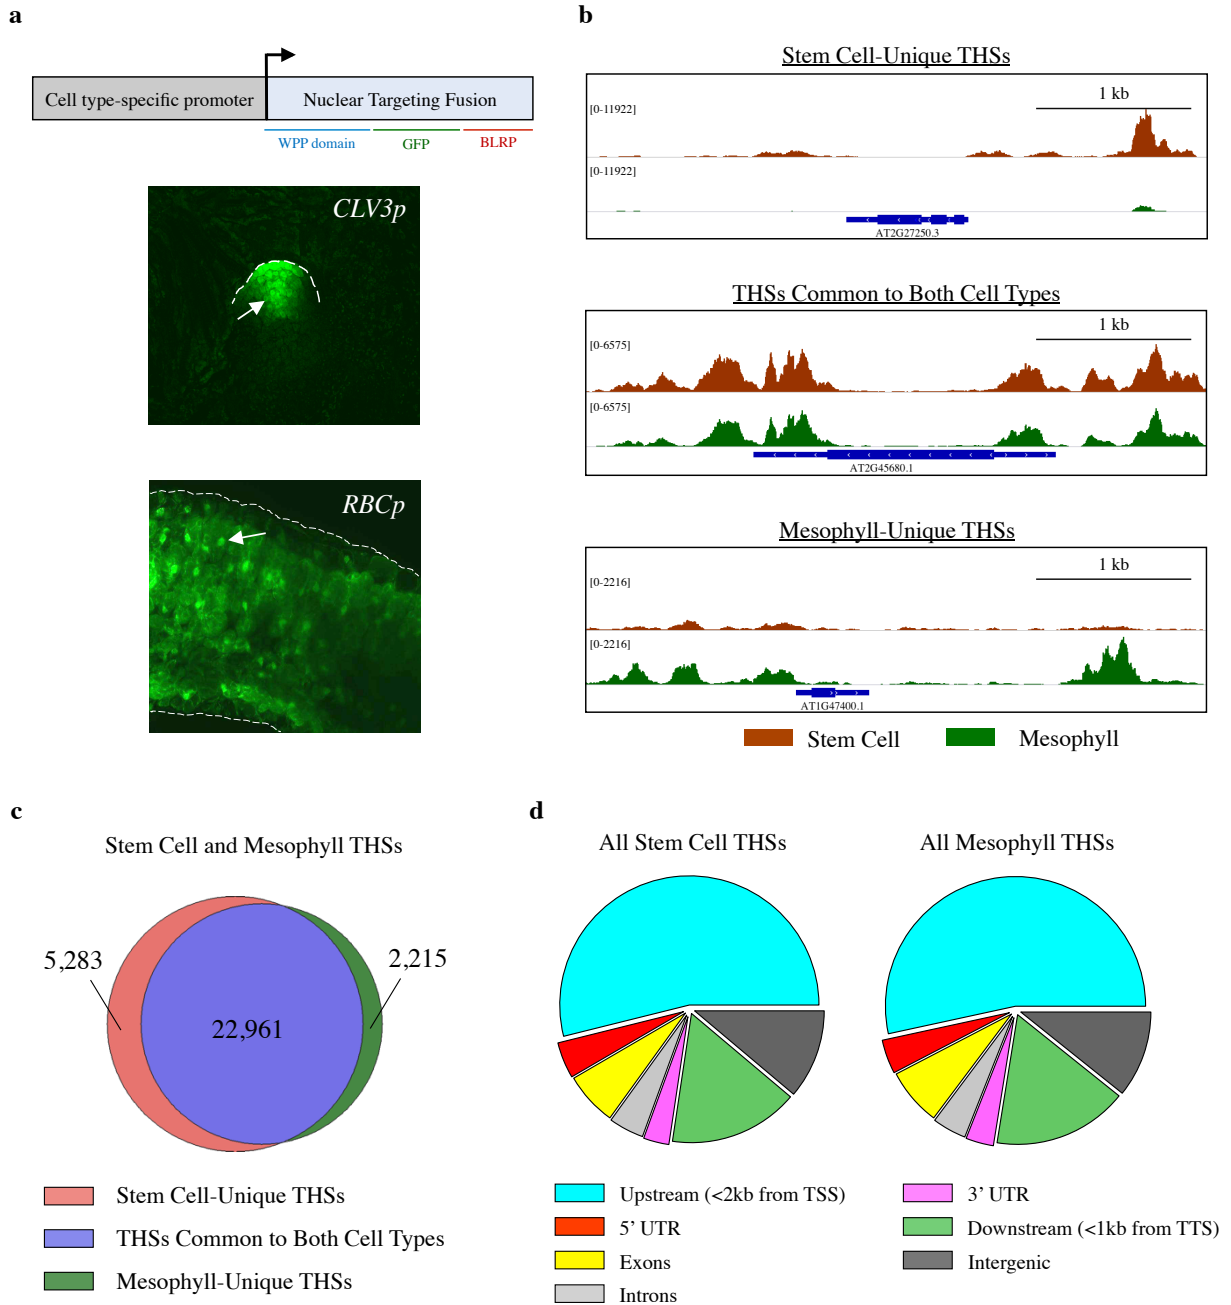 a
Cell type-specific promoter
Nuclear Targeting Fusion
WPP domain
GFP
BLRP
CLV3p
RBCp
b
Stem Cell-Unique THSs
[0-11922]
1 kb
[0-11922]
AT2G27250.3
THSs Common to Both Cell Types
[0-6575]
1 kb
[0-6575]
AT2G45680.1
Mesophyll-Unique THSs
[0-2216]
1 kb
[0-2216]
AT1G47400.1
Stem Cell
Mesophyll
c
Stem Cell and Mesophyll THSs
5,283
2,215
22,961
Stem Cell-Unique THSs
THSs Common to Both Cell Types
Mesophyll-Unique THSs
d
All Stem Cell THSs
All Mesophyll THSs
Upstream (<2kb from TSS)
5’ UTR
Exons
Introns
3’ UTR
Downstream (<1kb from TTS)
Intergenic